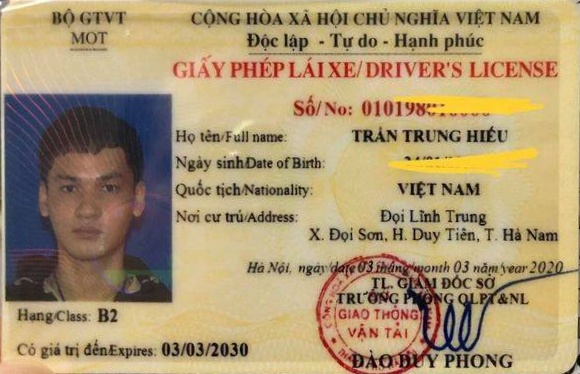 BỘ GTVT
MOT
CỘNG HÒA XÃ HỘI CHỦ NGHĨA VIỆT NAM
Độc lập - Tự do - Hạnh phúc
GIẤY PHÉP LÁI XE/DRIVER'S LICENSE
Số/No:
Họ tên/Full name: TRẦN TRUNG HIẾU
Ngày sinh/Date of Birth:
Quốc tịch/Nationality: VIỆT NAM
Nơi cư trú/Address: Đọi Lĩnh Trung
X. Đọi Sơn, H. Duy Tiên, T. Hà Nam
Hà Nội, ngày/date 03 tháng/month 03 năm/year 2020
TL. GIÁM ĐỐC SỞ
TRƯỞNG PHÒNG QLPT&NL
GIAO THÔNG
VẬN TẢI
Hạng/Class: B2
Có giá trị đến/Expires: 03/03/2030
ĐÀO DUY PHONG